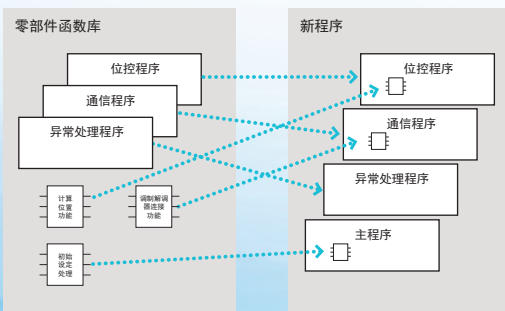 零部件函数库
位控程序
通信程序
异常处理程序
计算
位置
功能
调制解调
器连接
功能
初始
设定
处理
新程序
位控程序
通信程序
异常处理程序
主程序